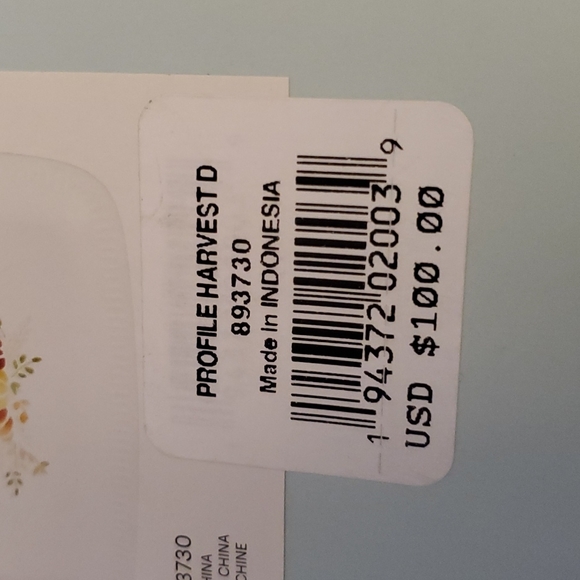 PROFILE HARVEST D
893730
Made In INDONESIA
1 94372 02003 9
USD $100.00
3730
HINA
CHINA
CHINE